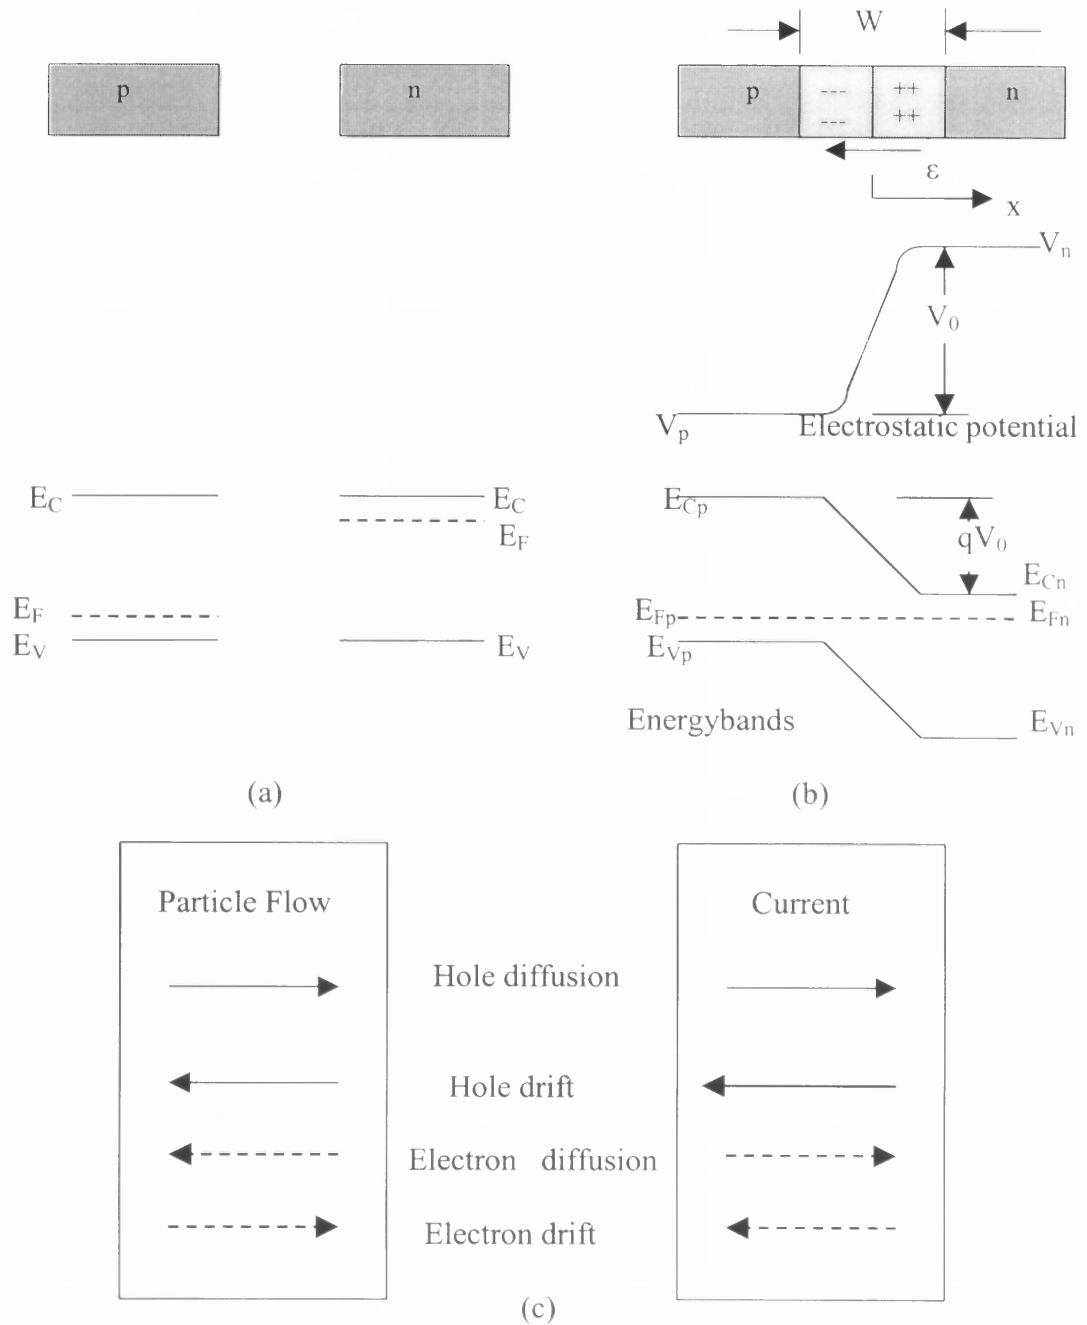 W
p
n
p
--- ++
--- ++
n
ε
x
Vn
V0
Vp
Electrostatic potential
EC
EC
EF
EF
EV
EV
ECp
qV0
ECn
EFp
EFn
EVp
Energybands
EVn
(a)
(b)
Particle Flow
Current
Hole diffusion
Hole drift
Electron diffusion
Electron drift
(c)